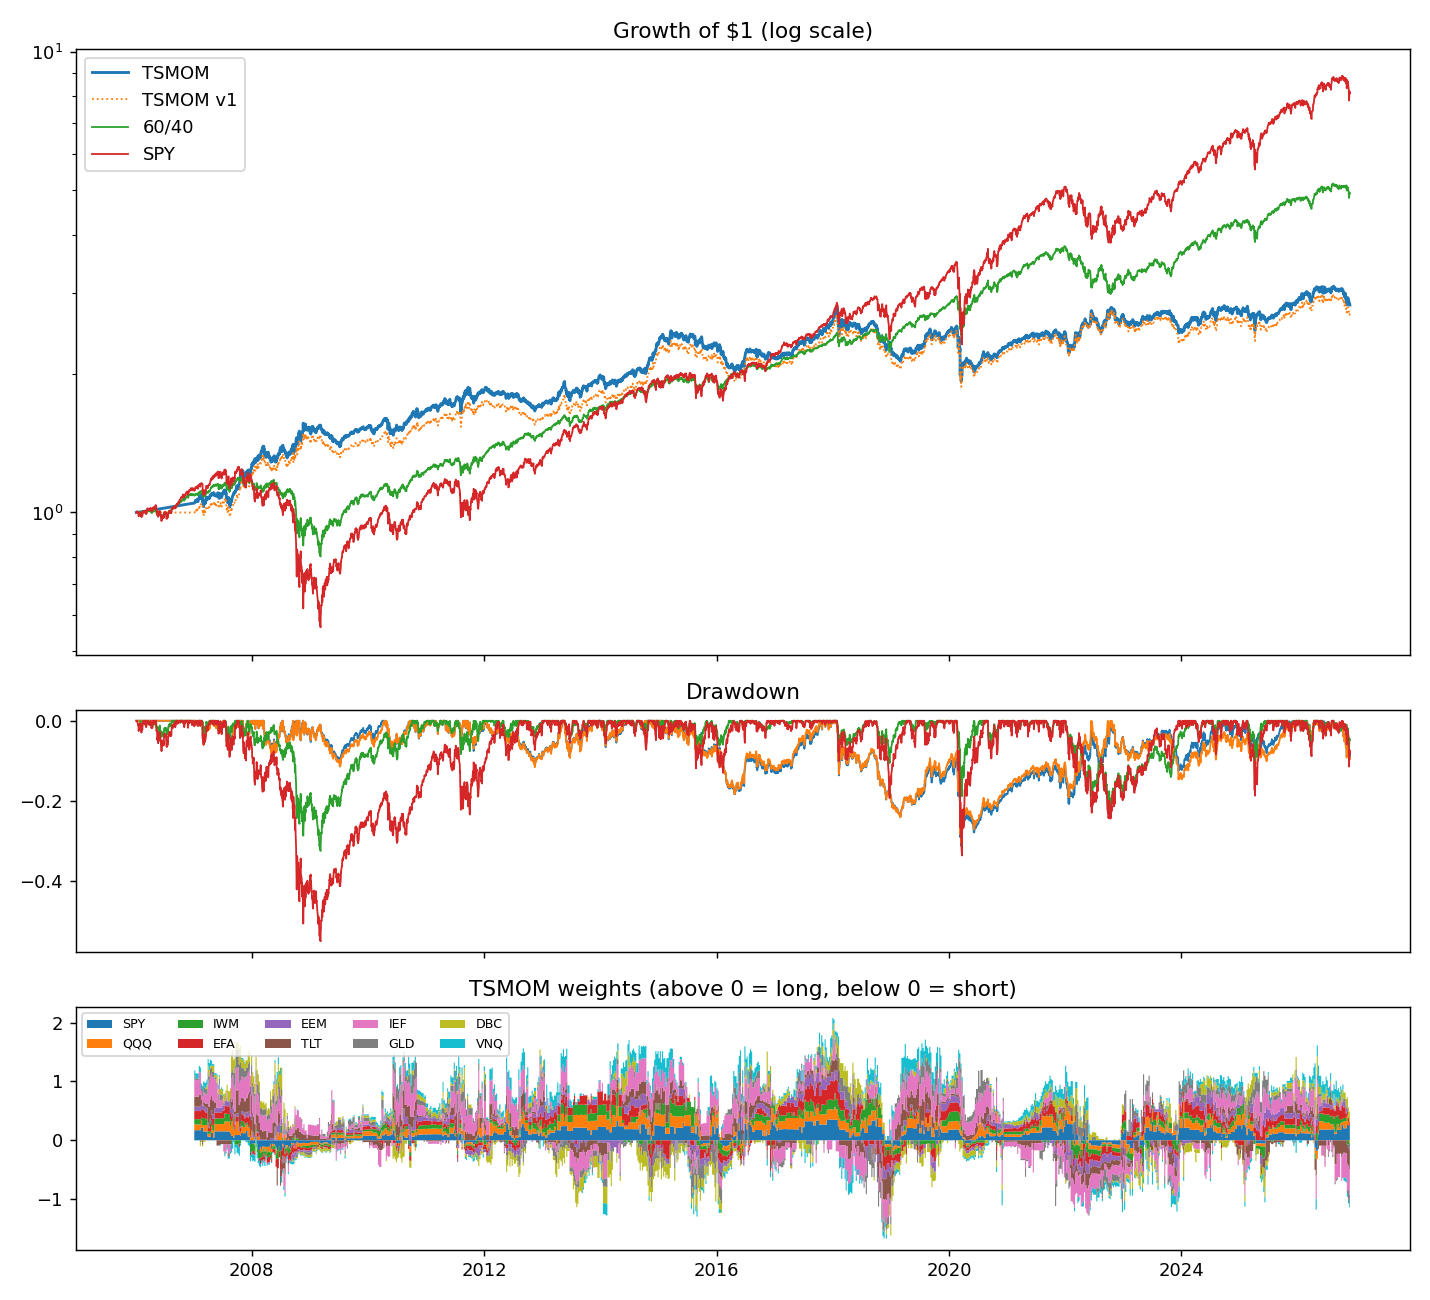 Growth of $1 (log scale)
10¹
10⁰
TSMOM
TSMOM v1
60/40
SPY
Drawdown
0.0
−0.2
−0.4
TSMOM weights (above 0 = long, below 0 = short)
2
1
0
−1
SPY IWM EEM IEF DBC
QQQ EFA TLT GLD VNQ
2008 2012 2016 2020 2024